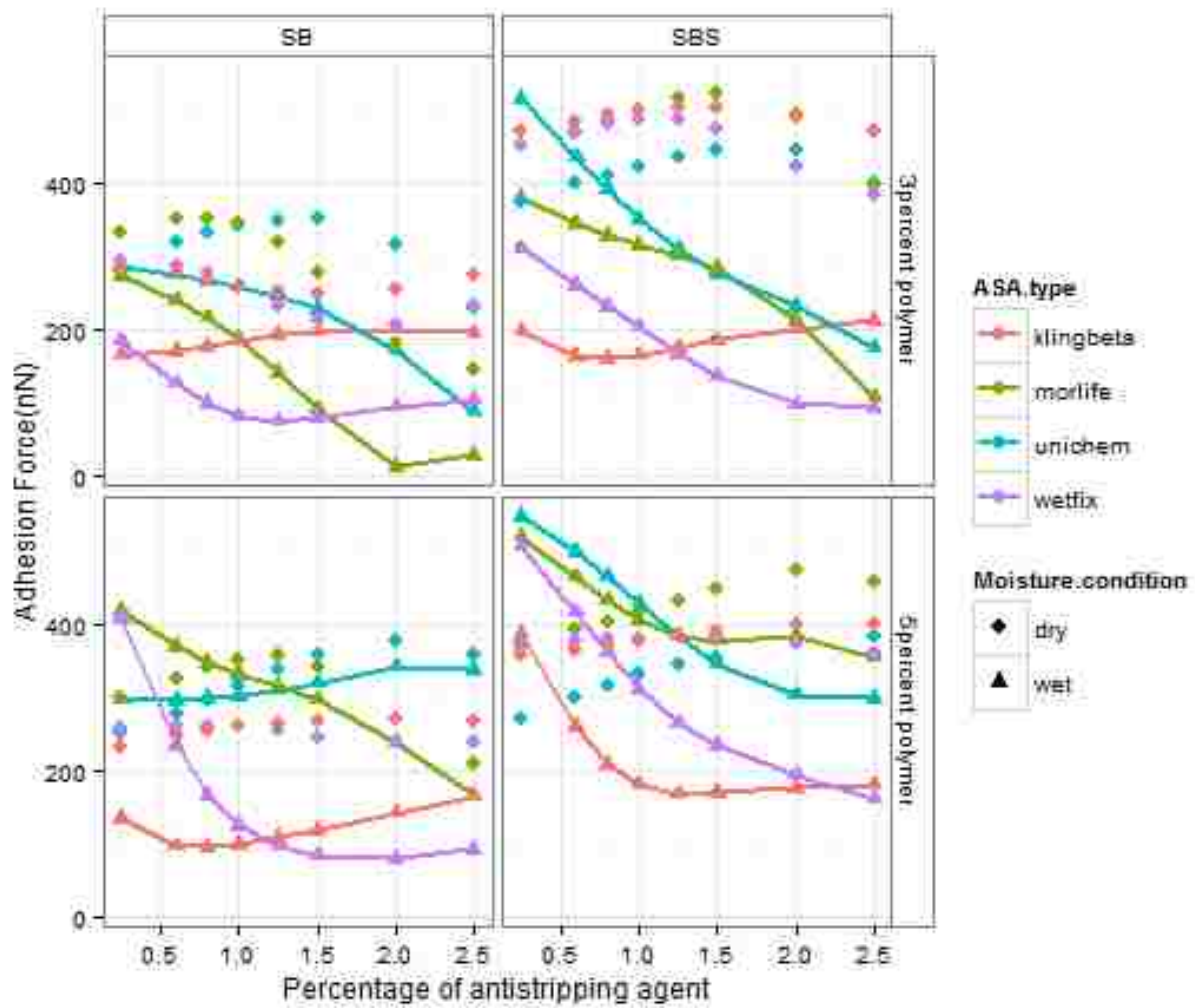 SB
SBS
400
200
0
3percent polymer
400
200
0
5percent polymer
Adhesion Force(nN)
0.5 1.0 1.5 2.0 2.5
0.5 1.0 1.5 2.0 2.5
Percentage of antistripping agent
ASA.type
klingbeta
morlife
unichem
wetfix
Moisture.condition
dry
wet